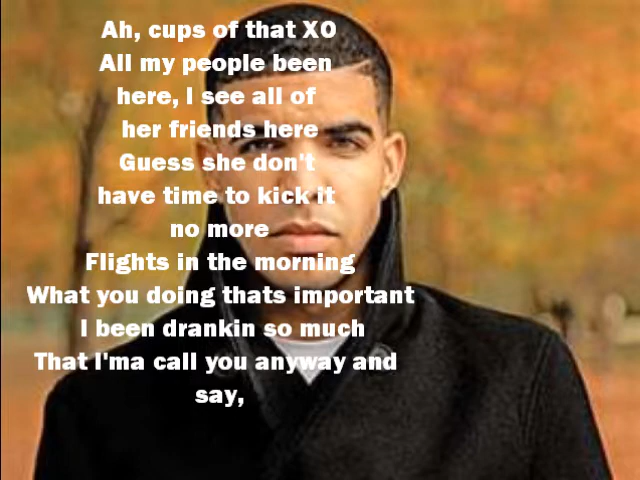 Ah, cups of that XO
All my people been
here, I see all of
her friends here
Guess she don't
have time to kick it
no more
Flights in the morning
What you doing thats important
I been drankin so much
That I'ma call you anyway and
say,